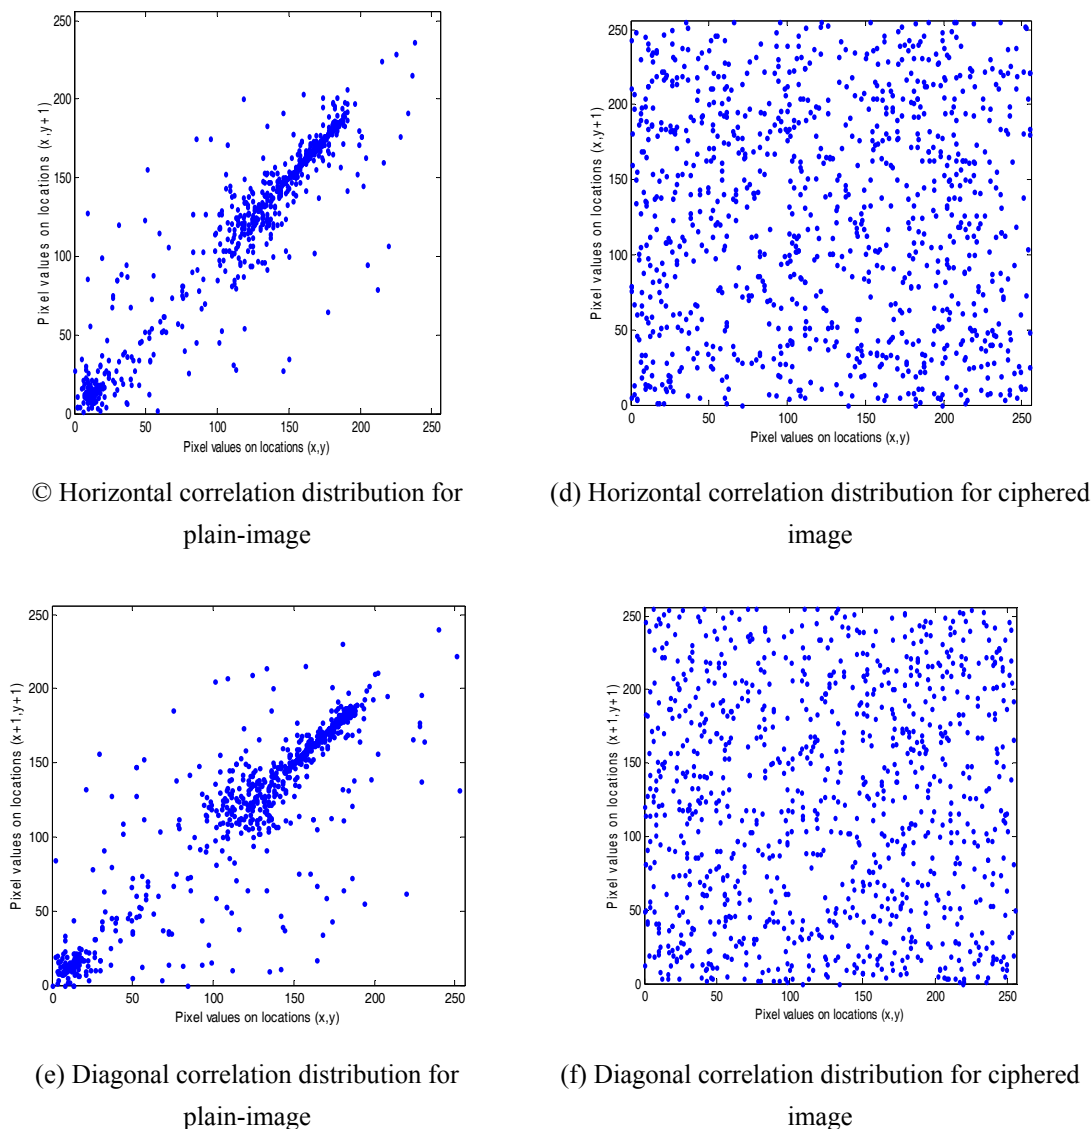 250
200
150
100
50
0
Pixel values on locations (x,y+1)
0 50 100 150 200 250
Pixel values on locations (x,y)
250
200
150
100
50
0
Pixel values on locations (x,y+1)
0 50 100 150 200 250
Pixel values on locations (x,y)
© Horizontal correlation distribution for
plain-image
(d) Horizontal correlation distribution for ciphered
image
250
200
150
100
50
0
Pixel values on locations (x+1,y+1)
0 50 100 150 200 250
Pixel values on locations (x,y)
250
200
150
100
50
0
Pixel values on locations (x+1,y+1)
0 50 100 150 200 250
Pixel values on locations (x,y)
(e) Diagonal correlation distribution for
plain-image
(f) Diagonal correlation distribution for ciphered
image